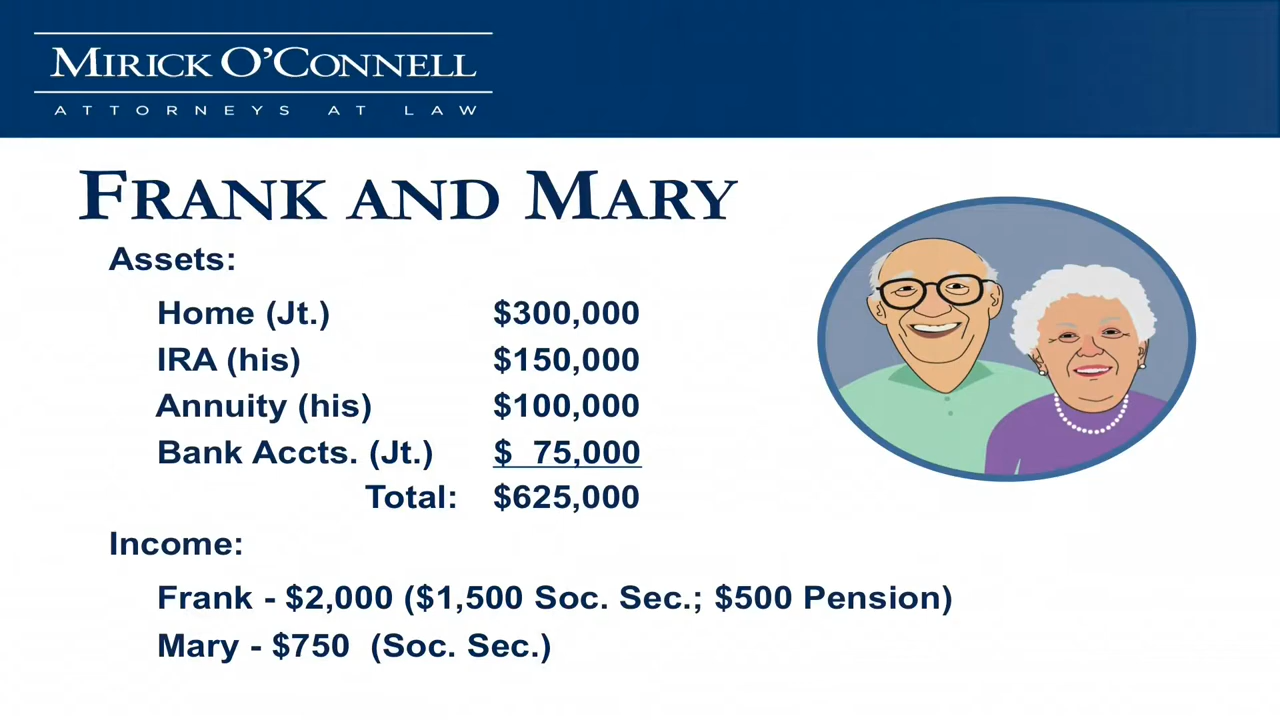 MIRICK O'CONNELL
ATTORNEYS AT LAW
FRANK AND MARY
Assets:
Home (Jt.) $300,000
IRA (his) $150,000
Annuity (his) $100,000
Bank Accts. (Jt.) $ 75,000
Total: $625,000
Income:
Frank - $2,000 ($1,500 Soc. Sec.; $500 Pension)
Mary - $750 (Soc. Sec.)